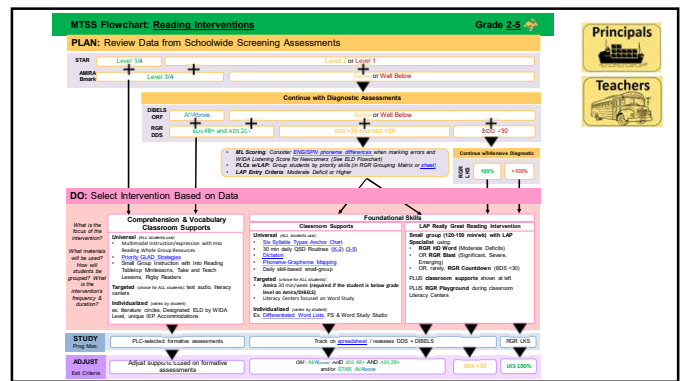 MTSS Flowchart: Reading Interventions
Grade 2-5
PLAN: Review Data from Schoolwide Screening Assessments
STAR
Level 3/4
Level 2 or Level 1
AMIRA
Bmark
Level 3/4
or Well Below
Continue with Diagnostic Assessments
DIBELS
ORF
At/Above
Below or Well Below
RGR
DDS
BDS 48+ and ADS 26+
BDS <30
• ML Scoring: Consider ENG/SPN phoneme differences when marking errors and
WIDA Listening Score for Newcomers (See ELD Flowchart)
• PLCs w/LAP: Group students by priority skills (in RGR Grouping Matrix or sheet)
• LAP Entry Criteria: Moderate Deficit or Higher
Continue w/Idensive Diagnostic
RGR
LKS
100%
<100%
DO: Select Intervention Based on Data
What is the
focus of the
intervention?
What materials
will be used?
How will
students be
grouped? What
is the
intervention's
frequency &
duration?
Comprehension & Vocabulary
Classroom Supports
Universal (ALL students use):
• Multimodal instruction/expression with Into
Reading Whole Group Resources
• Priority GLAD Strategies
• Small Group Instruction with Into Reading
Tabletop Minilessons, Take and Teach
Lessons, Rigby Readers
Targeted (choice for ALL students): text audio, literacy
centers
Individualized (varies by student):
ex. literature circles, Designated ELD by WIDA
Level, unique IEP Accommodations
Foundational Skills
Classroom Supports
Universal (ALL students use):
• Six Syllable Types Anchor Chart
• 30 min daily QSD Routines (K-2) (3-5)
• Dictation
• Phoneme-Grapheme Mapping
• Daily skill-based small-group
Targeted (choice for ALL students):
• Amira 30 min/week (required if the student is below grade
level on Amira/DIBELS)
• Literacy Centers focused on Word Study
Individualized (varies by student):
Ex. Differentiated Word Lists, FS & Word Study Studio
LAP Really Great Reading Intervention
Small group (120-150 min/wk) with LAP
Specialist using:
• RGR HD Word (Moderate Deficits)
• OR RGR Blast (Significant, Severe,
Emerging)
• OR, rarely, RGR Countdown (BDS <30)
PLUS classroom supports shown at left
PLUS RGR Playground during classroom
Literacy Centers
STUDY
Prog Mon
PLC-selected formative assessments
Track on spreadsheet / reassess DDS + DIBELS
RGR LKS
ADJUST
Exit Criteria
Adjust supports based on formative
assessments
ORF: At/Above AND BDS 48+ AND ADS 26+
and/or STAR At/Above
BDS >30
LKS 100%
Principals
Teachers